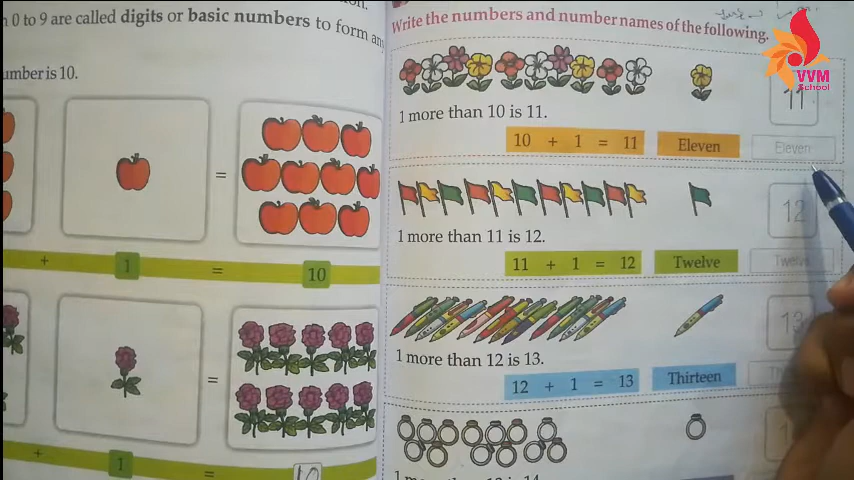 n 0 to 9 are called digits or basic numbers to form any
umber is 10.
+ 1 = 10
+ 1 = 10
Write the numbers and number names of the following.
VVM
School
1 more than 10 is 11.
11
10 + 1 = 11 Eleven Eleven
1 more than 11 is 12.
12
11 + 1 = 12 Twelve Twelve
1 more than 12 is 13.
13
12 + 1 = 13 Thirteen Th